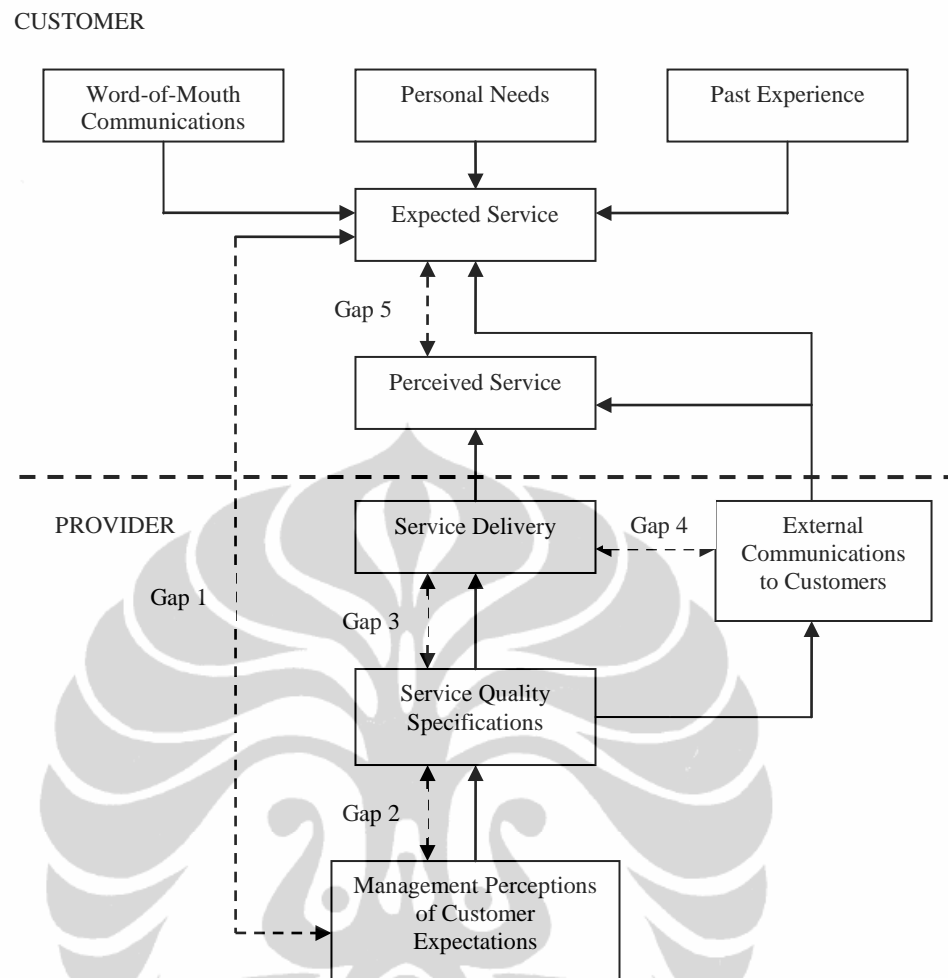 CUSTOMER
Word-of-Mouth
Communications
Personal Needs
Past Experience
Expected Service
Gap 5
Perceived Service
PROVIDER
Service Delivery
Gap 4
External
Communications
to Customers
Gap 1
Gap 3
Service Quality
Specifications
Gap 2
Management Perceptions
of Customer
Expectations